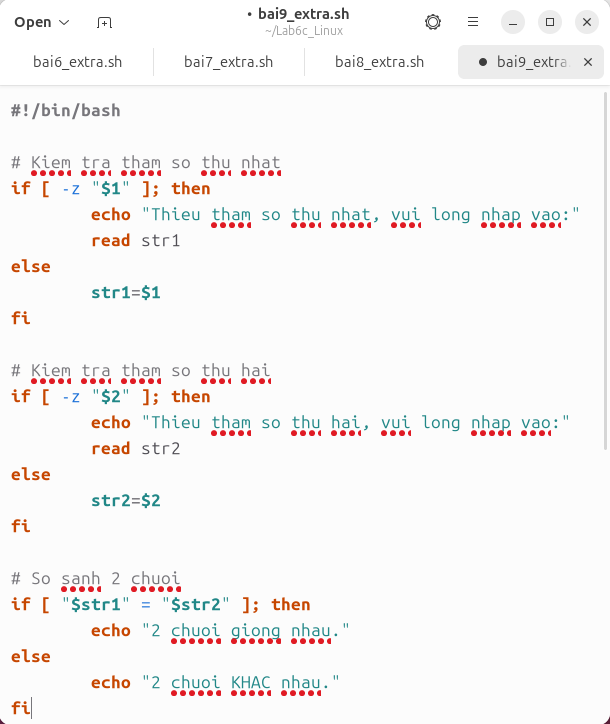 Open
• bai9_extra.sh
~/Lab6c_Linux
bai6_extra.sh
bai7_extra.sh
bai8_extra.sh
● bai9_extra.
#!/bin/bash
# Kiem tra tham so thu nhat
if [ -z "$1" ]; then
        echo "Thieu tham so thu nhat, vui long nhap vao:"
        read str1
else
        str1=$1
fi
# Kiem tra tham so thu hai
if [ -z "$2" ]; then
        echo "Thieu tham so thu hai, vui long nhap vao:"
        read str2
else
        str2=$2
fi
# So sanh 2 chuoi
if [ "$str1" = "$str2" ]; then
        echo "2 chuoi giong nhau."
else
        echo "2 chuoi KHAC nhau."
fi